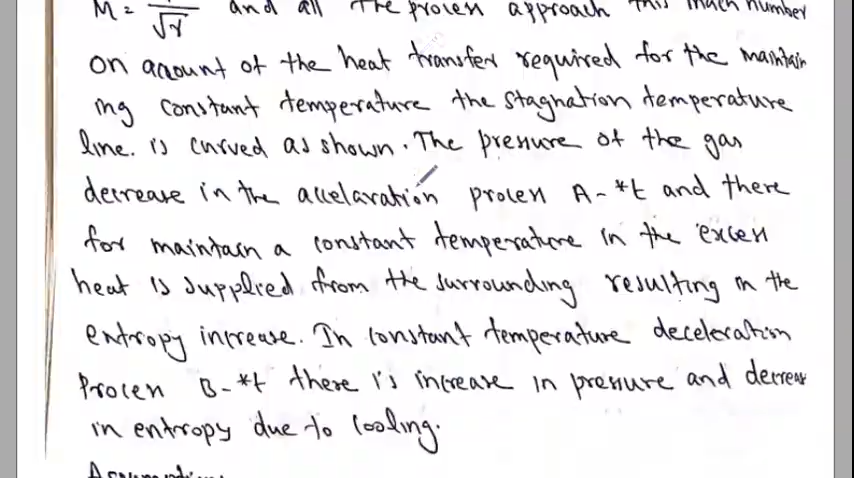 M = 1/√γ and all the process approach this mach number
on account of the heat transfer required for the maintain
ing constant temperature the stagnation temperature
line. is curved as shown. The pressure of the gas
decrease in the accelaration process A-*t and there
for maintain a constant temperature in the excess
heat is supplied from the surrounding resulting in the
entropy increase. In constant temperature deceleration
Process B-*t there is increase in pressure and decrease
in entropy due to cooling.